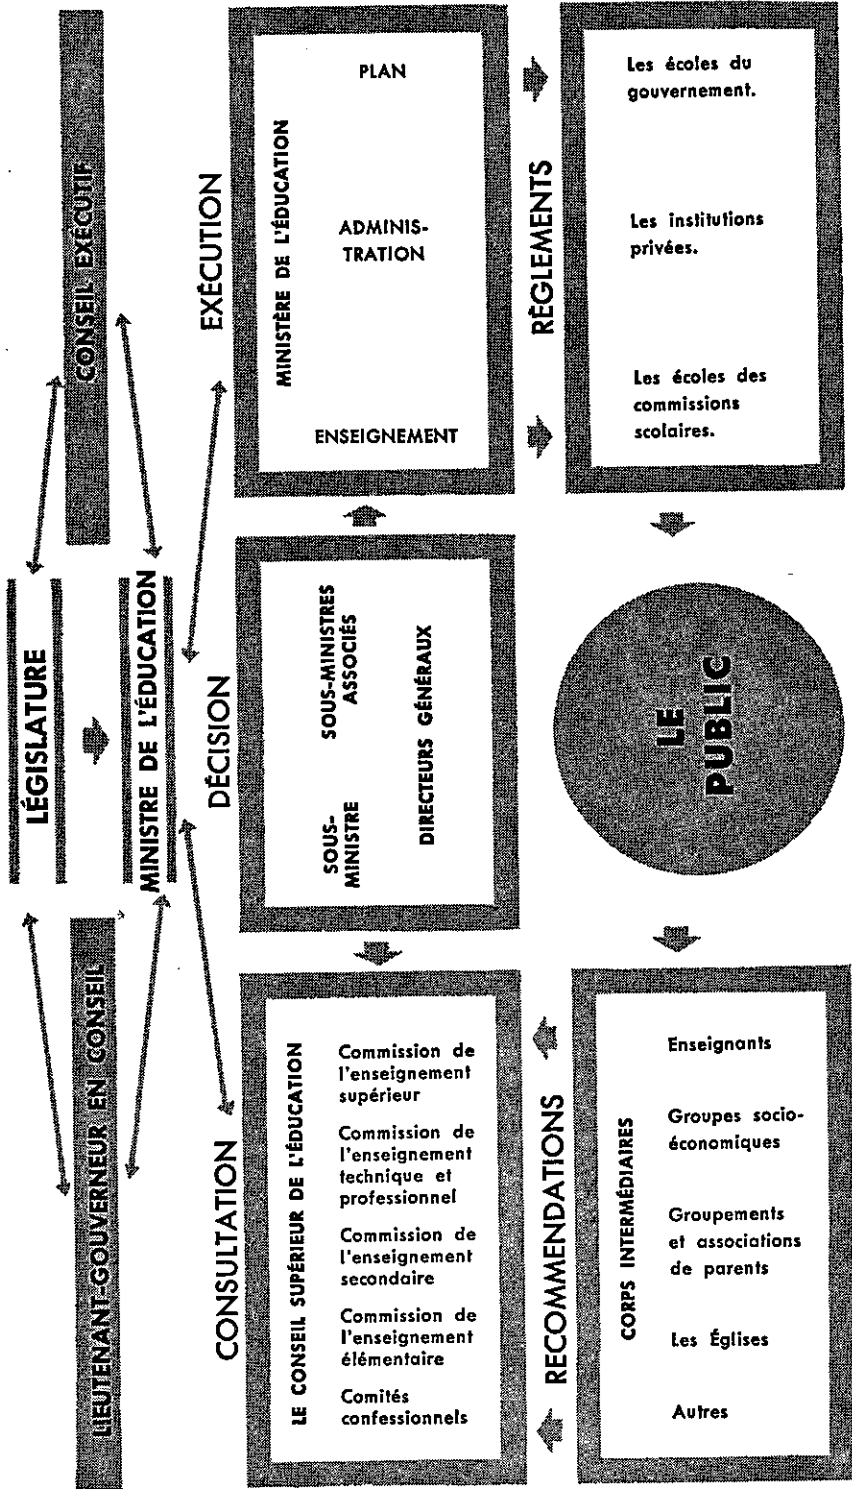 LÉGISLATURE
LIEUTENANT-GOUVERNEUR EN CONSEIL
CONSEIL EXÉCUTIF
MINISTRE DE L'ÉDUCATION
CONSULTATION
DÉCISION
EXÉCUTION
LE CONSEIL SUPÉRIEUR DE L'ÉDUCATION
Comités
confessionnels
Commission de
l'enseignement
élémentaire
Commission de
l'enseignement
secondaire
Commission de
l'enseignement
technique et
professionnel
Commission de
l'enseignement
supérieur
SOUS-
MINISTRE
SOUS-MINISTRES
ASSOCIÉS
DIRECTEURS GÉNÉRAUX
MINISTÈRE DE L'ÉDUCATION
ENSEIGNEMENT
ADMINIS-
TRATION
PLAN
RECOMMENDATIONS
RÈGLEMENTS
CORPS INTERMÉDIAIRES
Autres
Les Églises
Groupements
et associations
de parents
Groupes socio-
économiques
Enseignants
LE
PUBLIC
Les écoles des
commissions
scolaires.
Les institutions
privées.
Les écoles du
gouvernement.